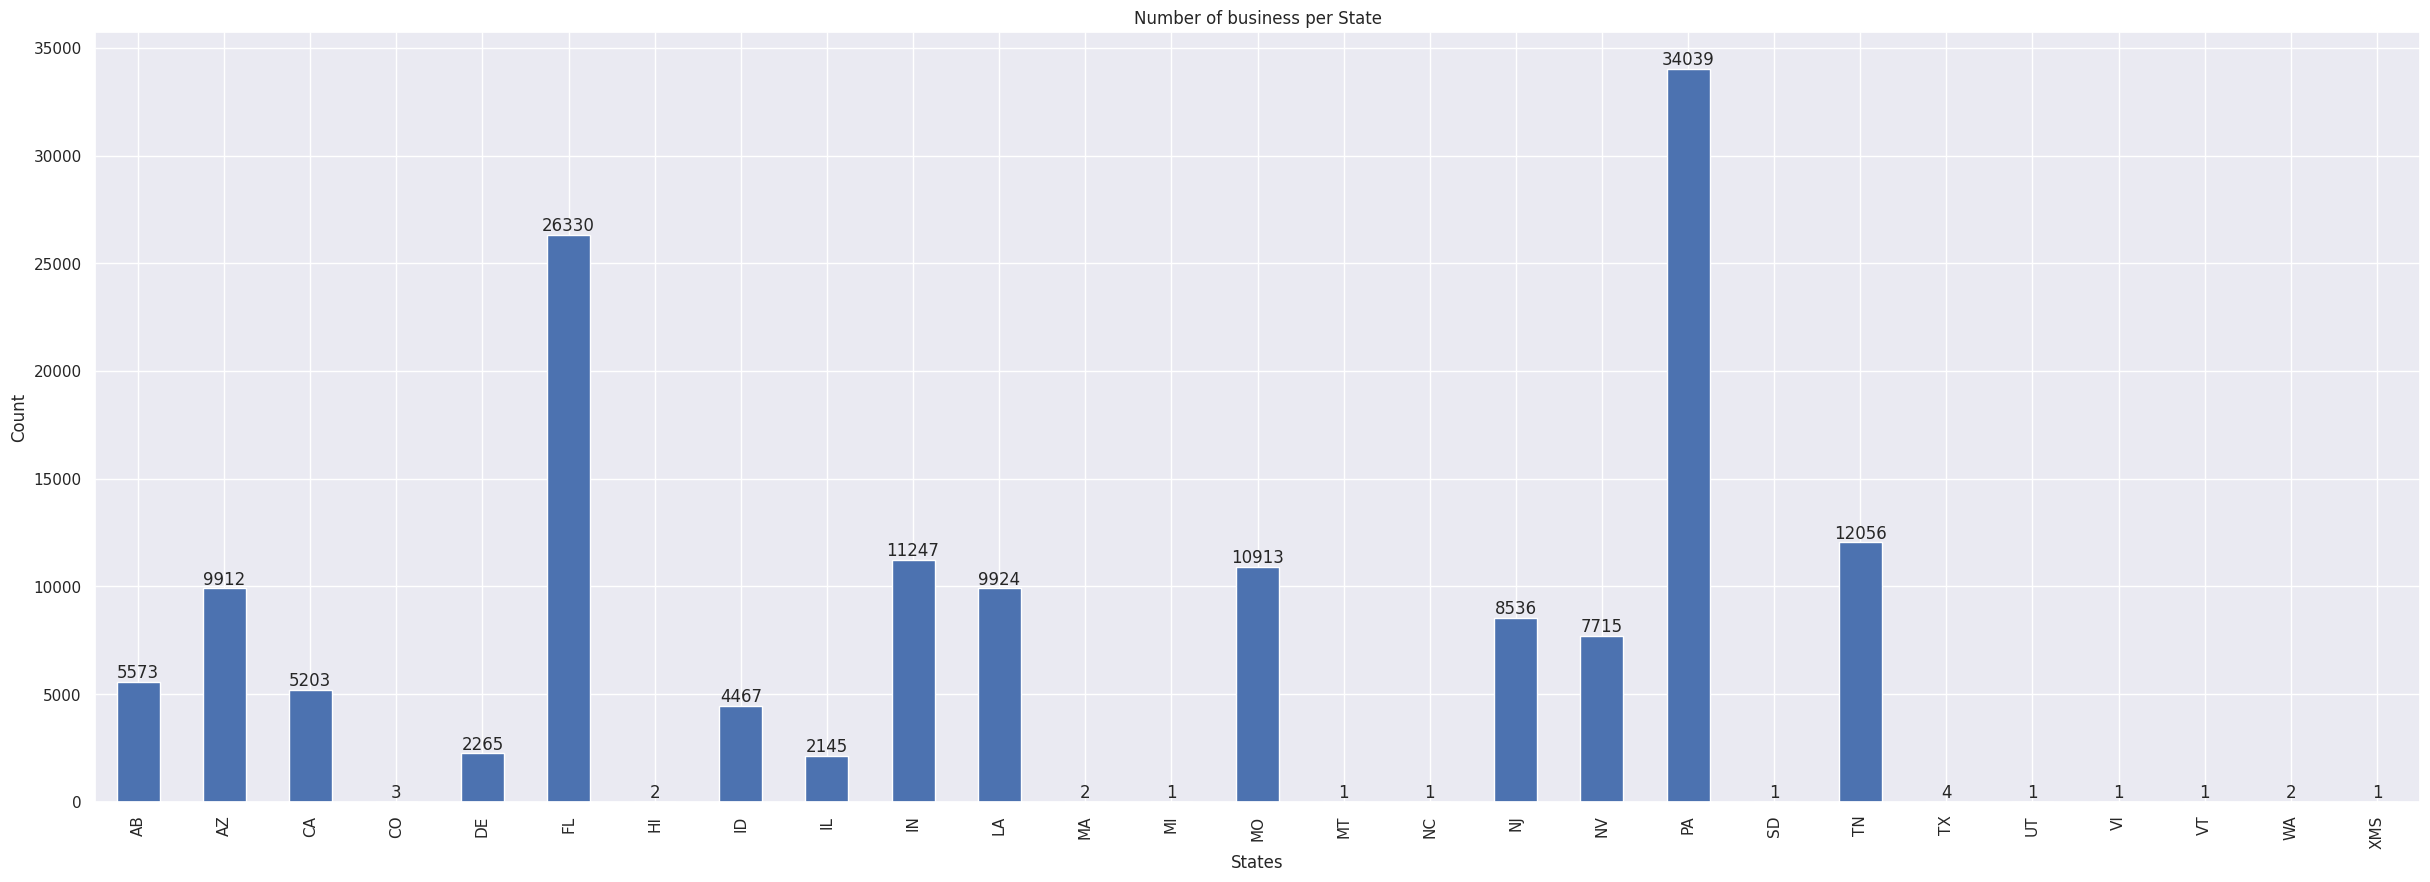 Number of business per State
35000
30000
25000
20000
15000
10000
5000
0
Count
5573
9912
5203
3
2265
26330
2
4467
2145
11247
9924
2
1
10913
1
1
8536
7715
34039
1
12056
4
1
1
1
2
1
AB
AZ
CA
CO
DE
FL
HI
ID
IL
IN
LA
MA
MI
MO
MT
NC
NJ
NV
PA
SD
TN
TX
UT
VI
VT
WA
XMS
States